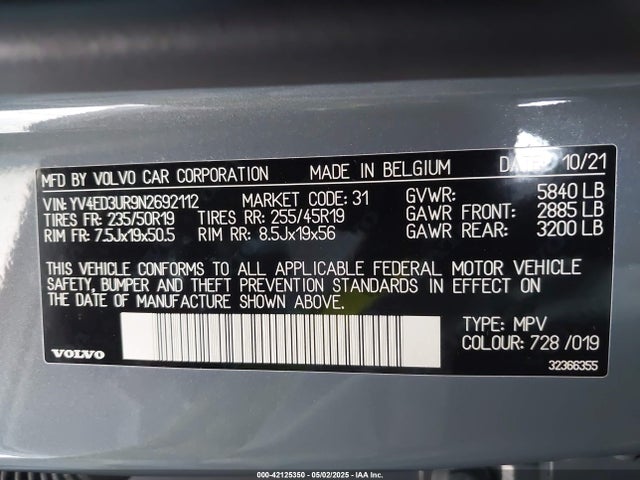 MFD BY VOLVO CAR CORPORATION MADE IN BELGIUM 10/21
VIN: YV4ED3UR9N2692112 MARKET CODE: 31 GVWR: 5840 LB
TIRES FR: 235/50R19 TIRES RR: 255/45R19 GAWR FRONT: 2885 LB
RIM FR: 7.5Jx19x50.5 RIM RR: 8.5Jx19x56 GAWR REAR: 3200 LB
THIS VEHICLE CONFORMS TO ALL APPLICABLE FEDERAL MOTOR VEHICLE
SAFETY, BUMPER AND THEFT PREVENTION STANDARDS IN EFFECT ON
THE DATE OF MANUFACTURE SHOWN ABOVE.
TYPE: MPV
COLOUR: 728 /019
VOLVO
32366355
000-42125350 - 05/02/2025 - IAA Inc.